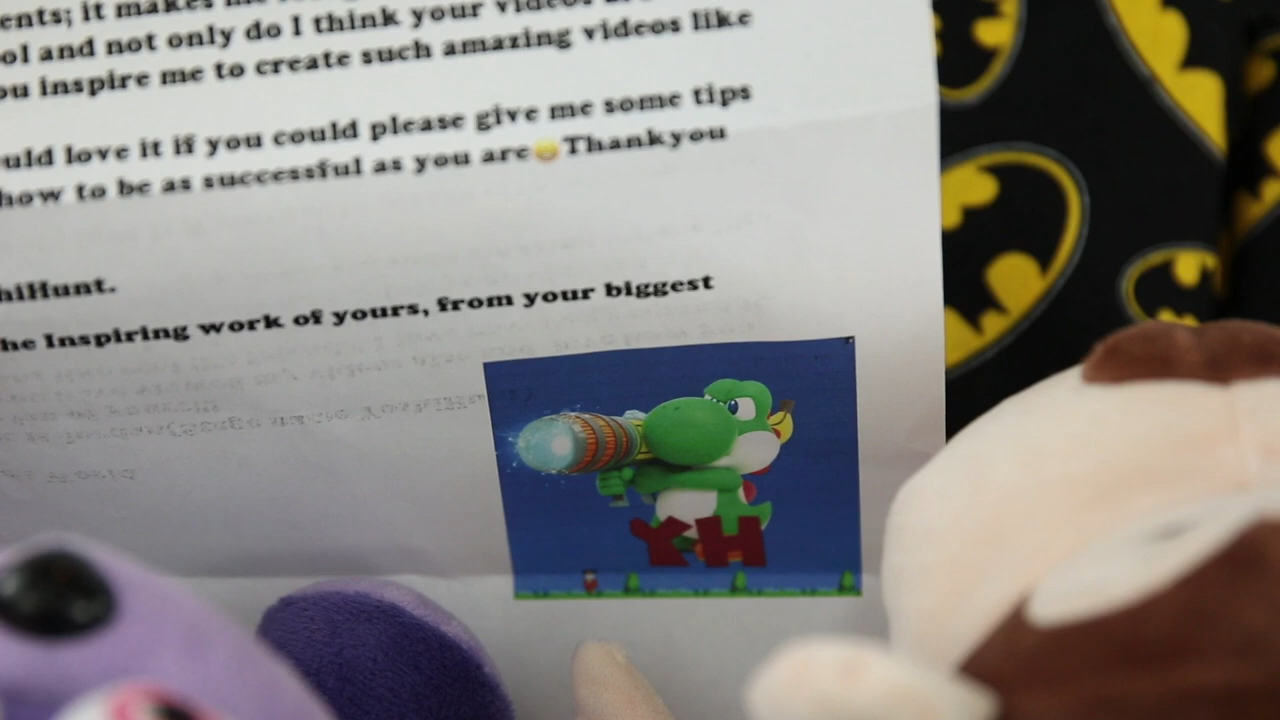 ents; it makes me
ool and not only do I think your videos
ou inspire me to create such amazing videos like
uld love it if you could please give me some tips
how to be as successful as you are😀Thankyou
hiHunt.
he Inspiring work of yours, from your biggest
YH